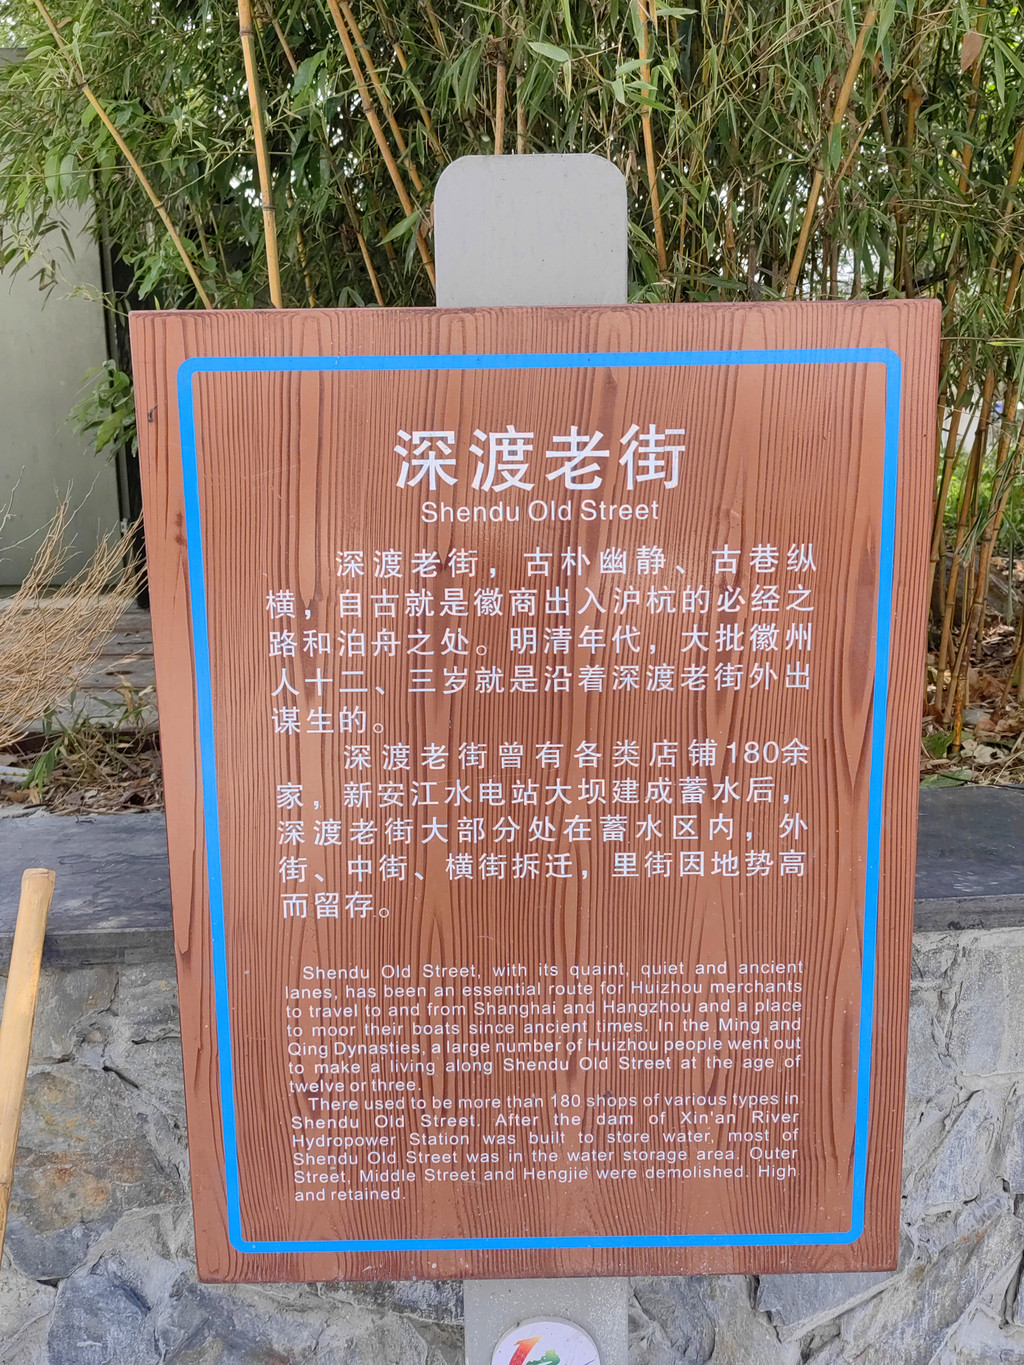 深渡老街
Shendu Old Street
深渡老街，古朴幽静、古巷纵
横，自古就是徽商出入沪杭的必经之
路和泊舟之处。明清年代，大批徽州
人十二、三岁就是沿着深渡老街外出
谋生的。
深渡老街曾有各类店铺180余
家，新安江水电站大坝建成蓄水后，
深渡老街大部分处在蓄水区内，外
街、中街、横街拆迁，里街因地势高
而留存。
Shendu Old Street, with its quaint, quiet and ancient
lanes, has been an essential route for Huizhou merchants
to travel to and from Shanghai and Hangzhou and a place
to moor their boats since ancient times. In the Ming and
Qing Dynasties, a large number of Huizhou people went out
to make a living along Shendu Old Street at the age of
twelve or three.
There used to be more than 180 shops of various types in
Shendu Old Street. After the dam of Xin'an River
Hydropower Station was built to store water, most of
Shendu Old Street was in the water storage area. Outer
Street, Middle Street and Hengjie were demolished. High
and retained.